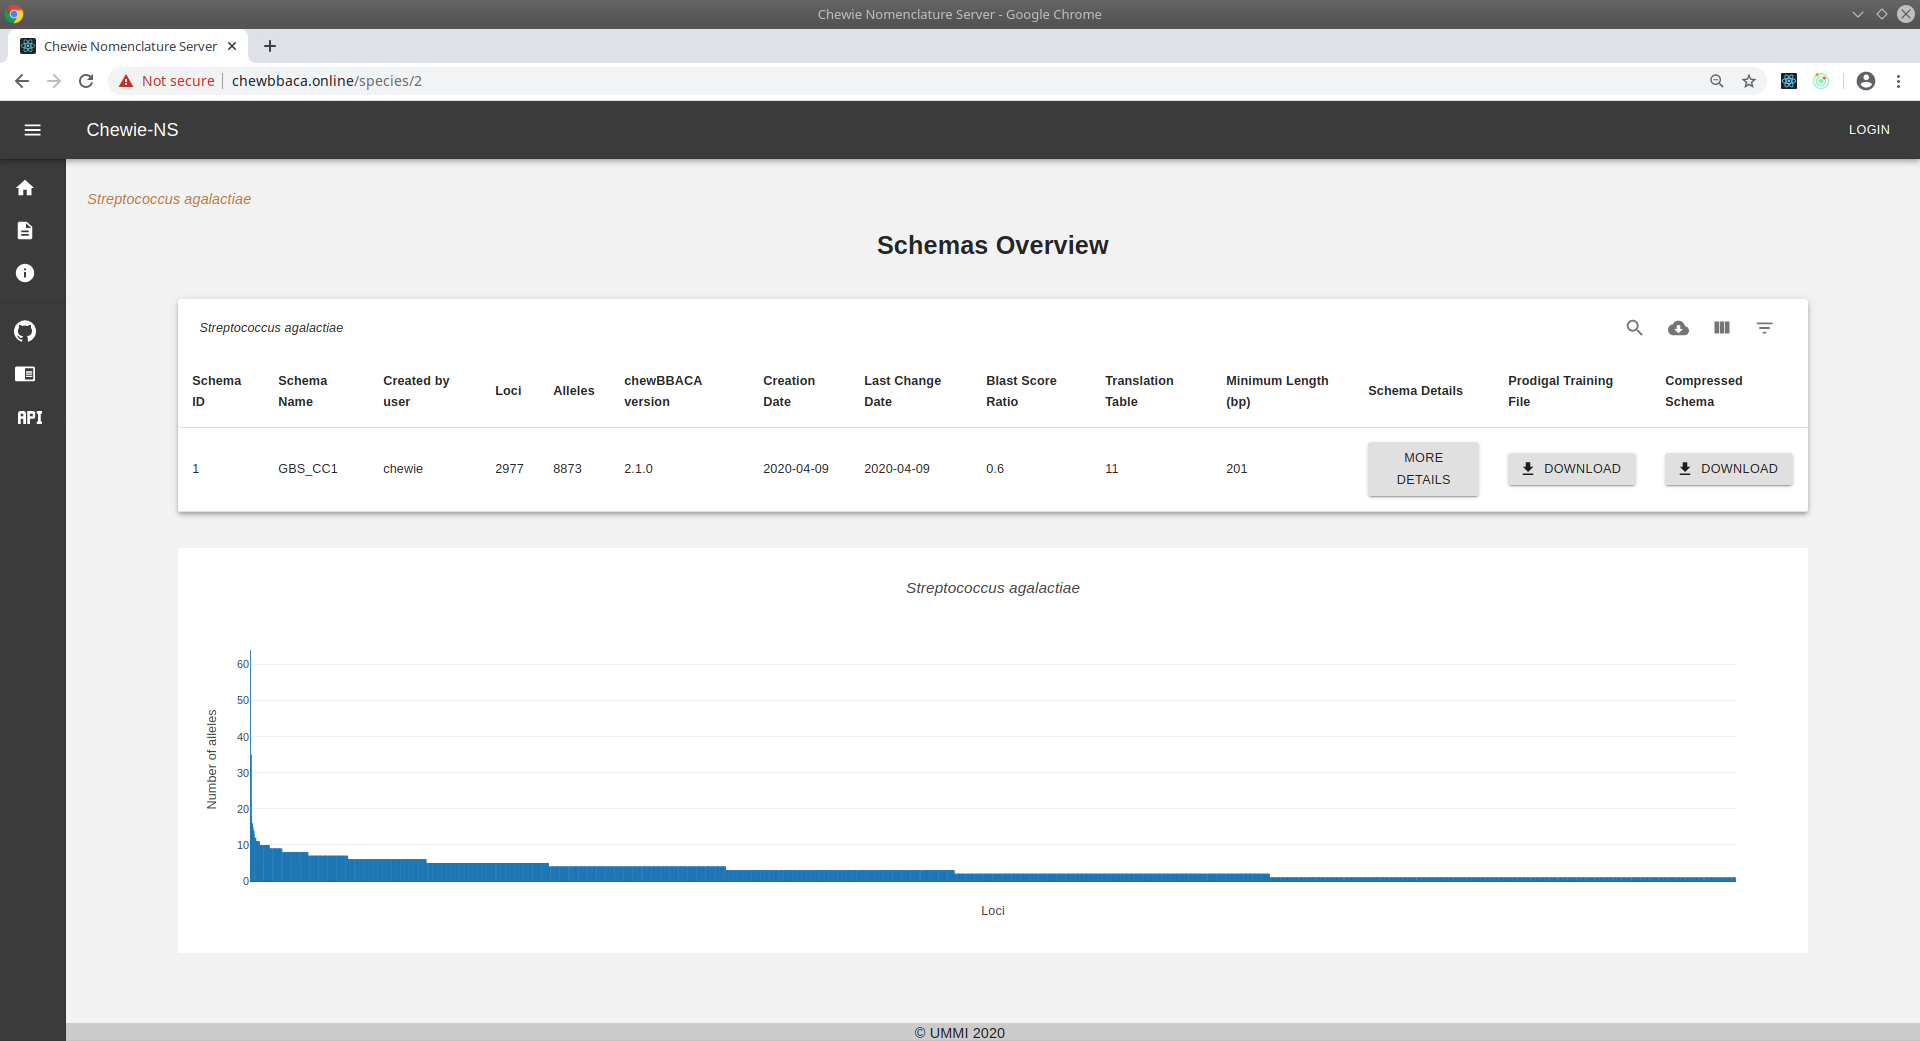 Chewie Nomenclature Server - Google Chrome
Chewie Nomenclature Server
Not secure chewbbaca.online/species/2
Chewie-NS
LOGIN
Streptococcus agalactiae
Schemas Overview
Streptococcus agalactiae
Schema ID
Schema Name
Created by user
Loci
Alleles
chewBBACA version
Creation Date
Last Change Date
Blast Score Ratio
Translation Table
Minimum Length (bp)
Schema Details
Prodigal Training File
Compressed Schema
1 GBS_CC1 chewie 2977 8873 2.1.0 2020-04-09 2020-04-09 0.6 11 201
MORE DETAILS
DOWNLOAD
DOWNLOAD
API
Streptococcus agalactiae
60
50
40
30
20
10
0
Number of alleles
Loci
© UMMI 2020